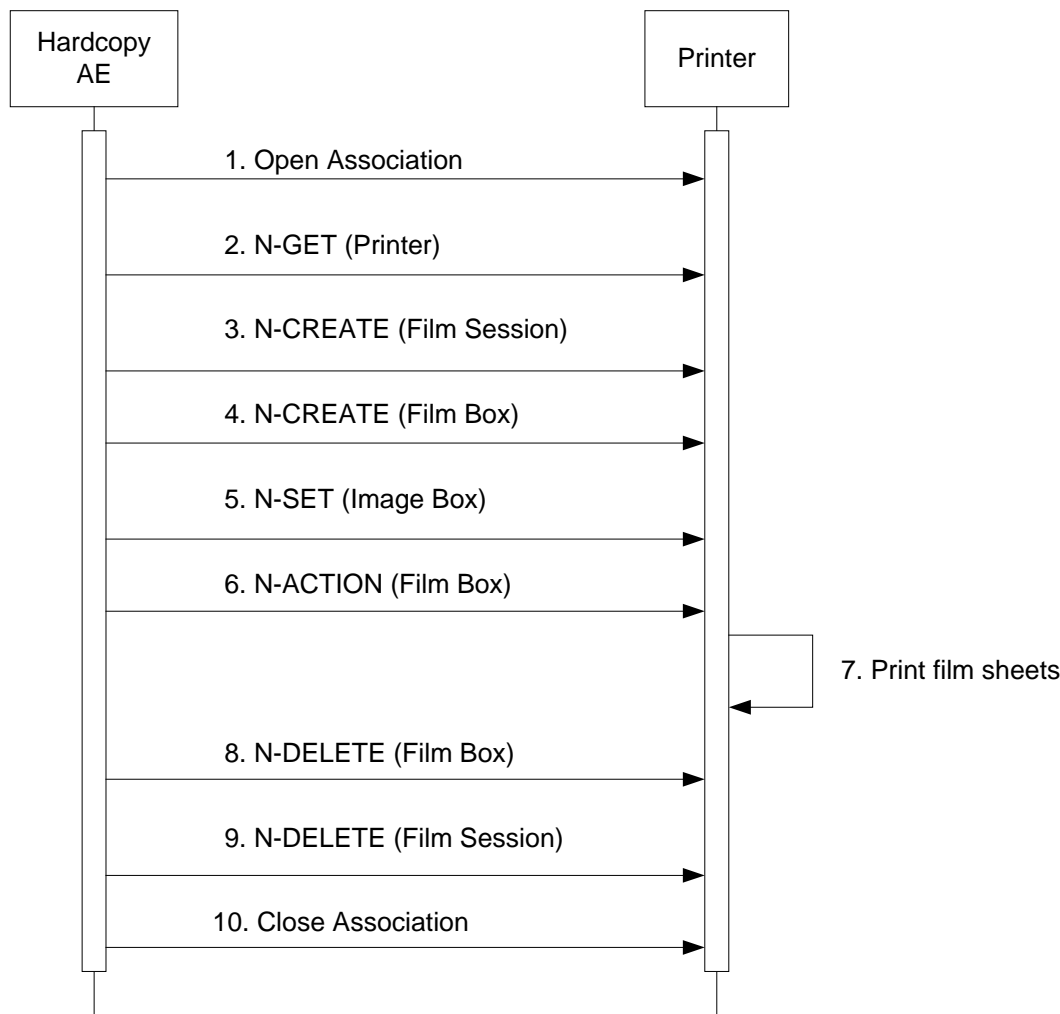 Hardcopy
AE
Printer
1. Open Association
2. N-GET (Printer)
3. N-CREATE (Film Session)
4. N-CREATE (Film Box)
5. N-SET (Image Box)
6. N-ACTION (Film Box)
7. Print film sheets
8. N-DELETE (Film Box)
9. N-DELETE (Film Session)
10. Close Association